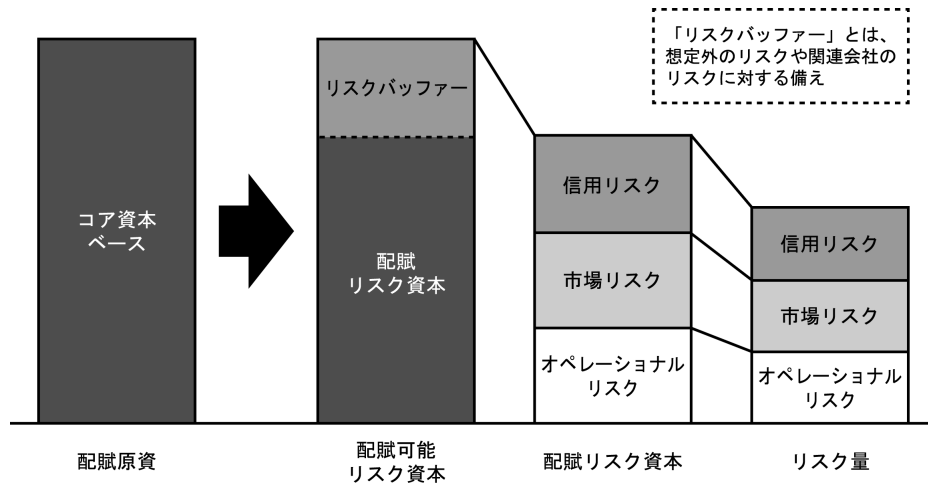 「リスクバッファー」とは、
想定外のリスクや関連会社の
リスクに対する備え
リスクバッファー
コア資本
ベース
配賦
リスク資本
信用リスク
市場リスク
オペレーショナル
リスク
信用リスク
市場リスク
オペレーショナル
リスク
配賦原資
配賦可能
リスク資本
配賦リスク資本
リスク量